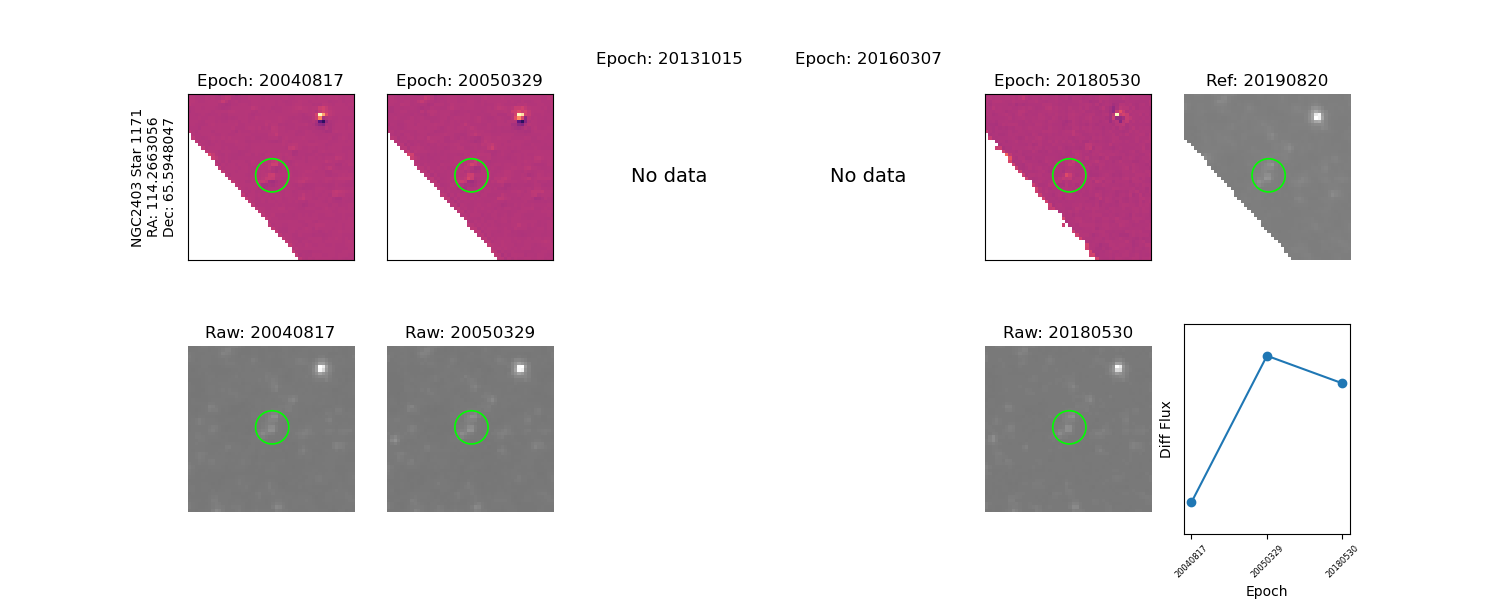 Epoch: 20131015
Epoch: 20160307
Epoch: 20040817
Epoch: 20050329
Epoch: 20180530
Ref: 20190820
NGC2403 Star 1171
RA: 114.2663056
Dec: 65.5948047
No data
No data
Raw: 20040817
Raw: 20050329
Raw: 20180530
Diff Flux
20040817
20050329
20180530
Epoch